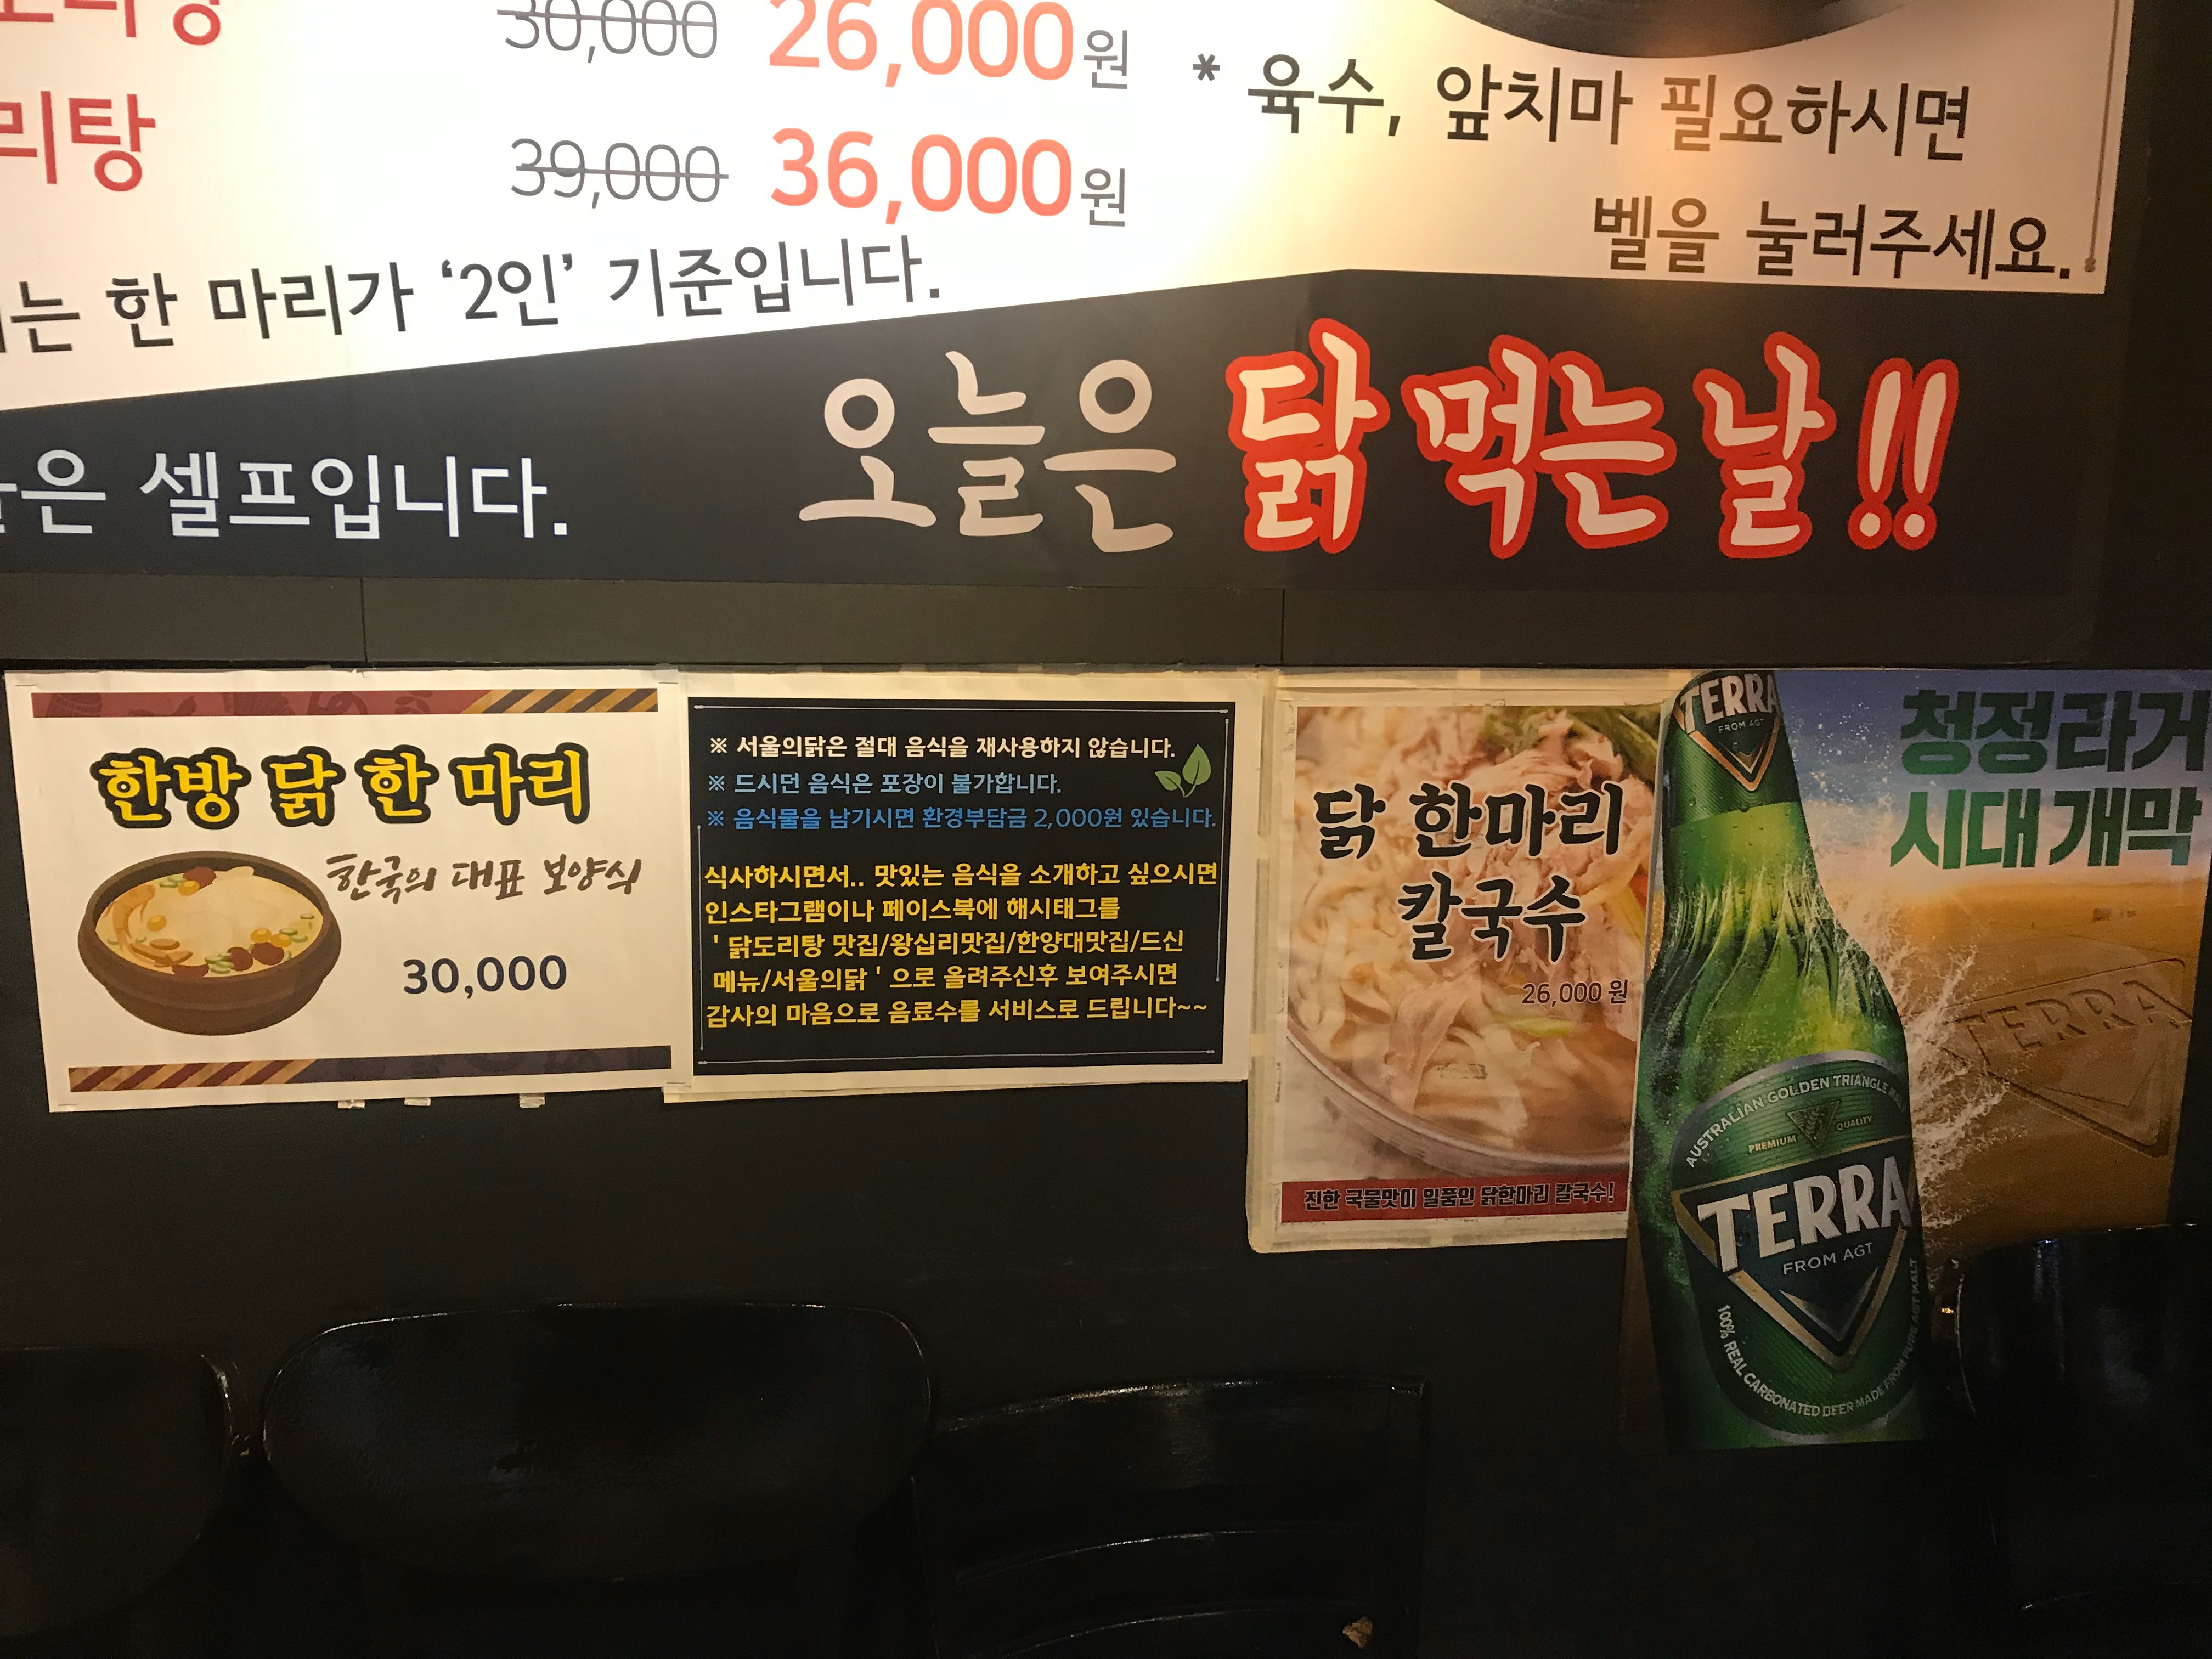 30,000 26,000원
리탕 39,000 36,000원
는 한 마리가 '2인' 기준입니다.
* 육수, 앞치마 필요하시면
벨을 눌러주세요.
은 셀프입니다.
오늘은 닭 먹는 날!!
한방 닭 한 마리
한국의 대표 보양식
30,000
※ 서울의닭은 절대 음식을 재사용하지 않습니다.
※ 드시던 음식은 포장이 불가합니다.
※ 음식물을 남기시면 환경부담금 2,000원 있습니다.
식사하시면서.. 맛있는 음식을 소개하고 싶으시면
인스타그램이나 페이스북에 해시태그를
' 닭도리탕 맛집/왕십리맛집/한양대맛집/드신
메뉴/서울의닭 ' 으로 올려주신후 보여주시면
감사의 마음으로 음료수를 서비스로 드립니다~~
닭 한마리
칼국수
26,000 원
진한 국물맛이 일품인 닭한마리 칼국수!
청정라거
시대개막
TERRA
FROM AGT
TERRA
AUSTRALIAN GOLDEN TRIANGLE
PREMIUM QUALITY
TERRA
FROM AGT
100% REAL CARBONATED BEER MADE FROM PURE AGT MALT